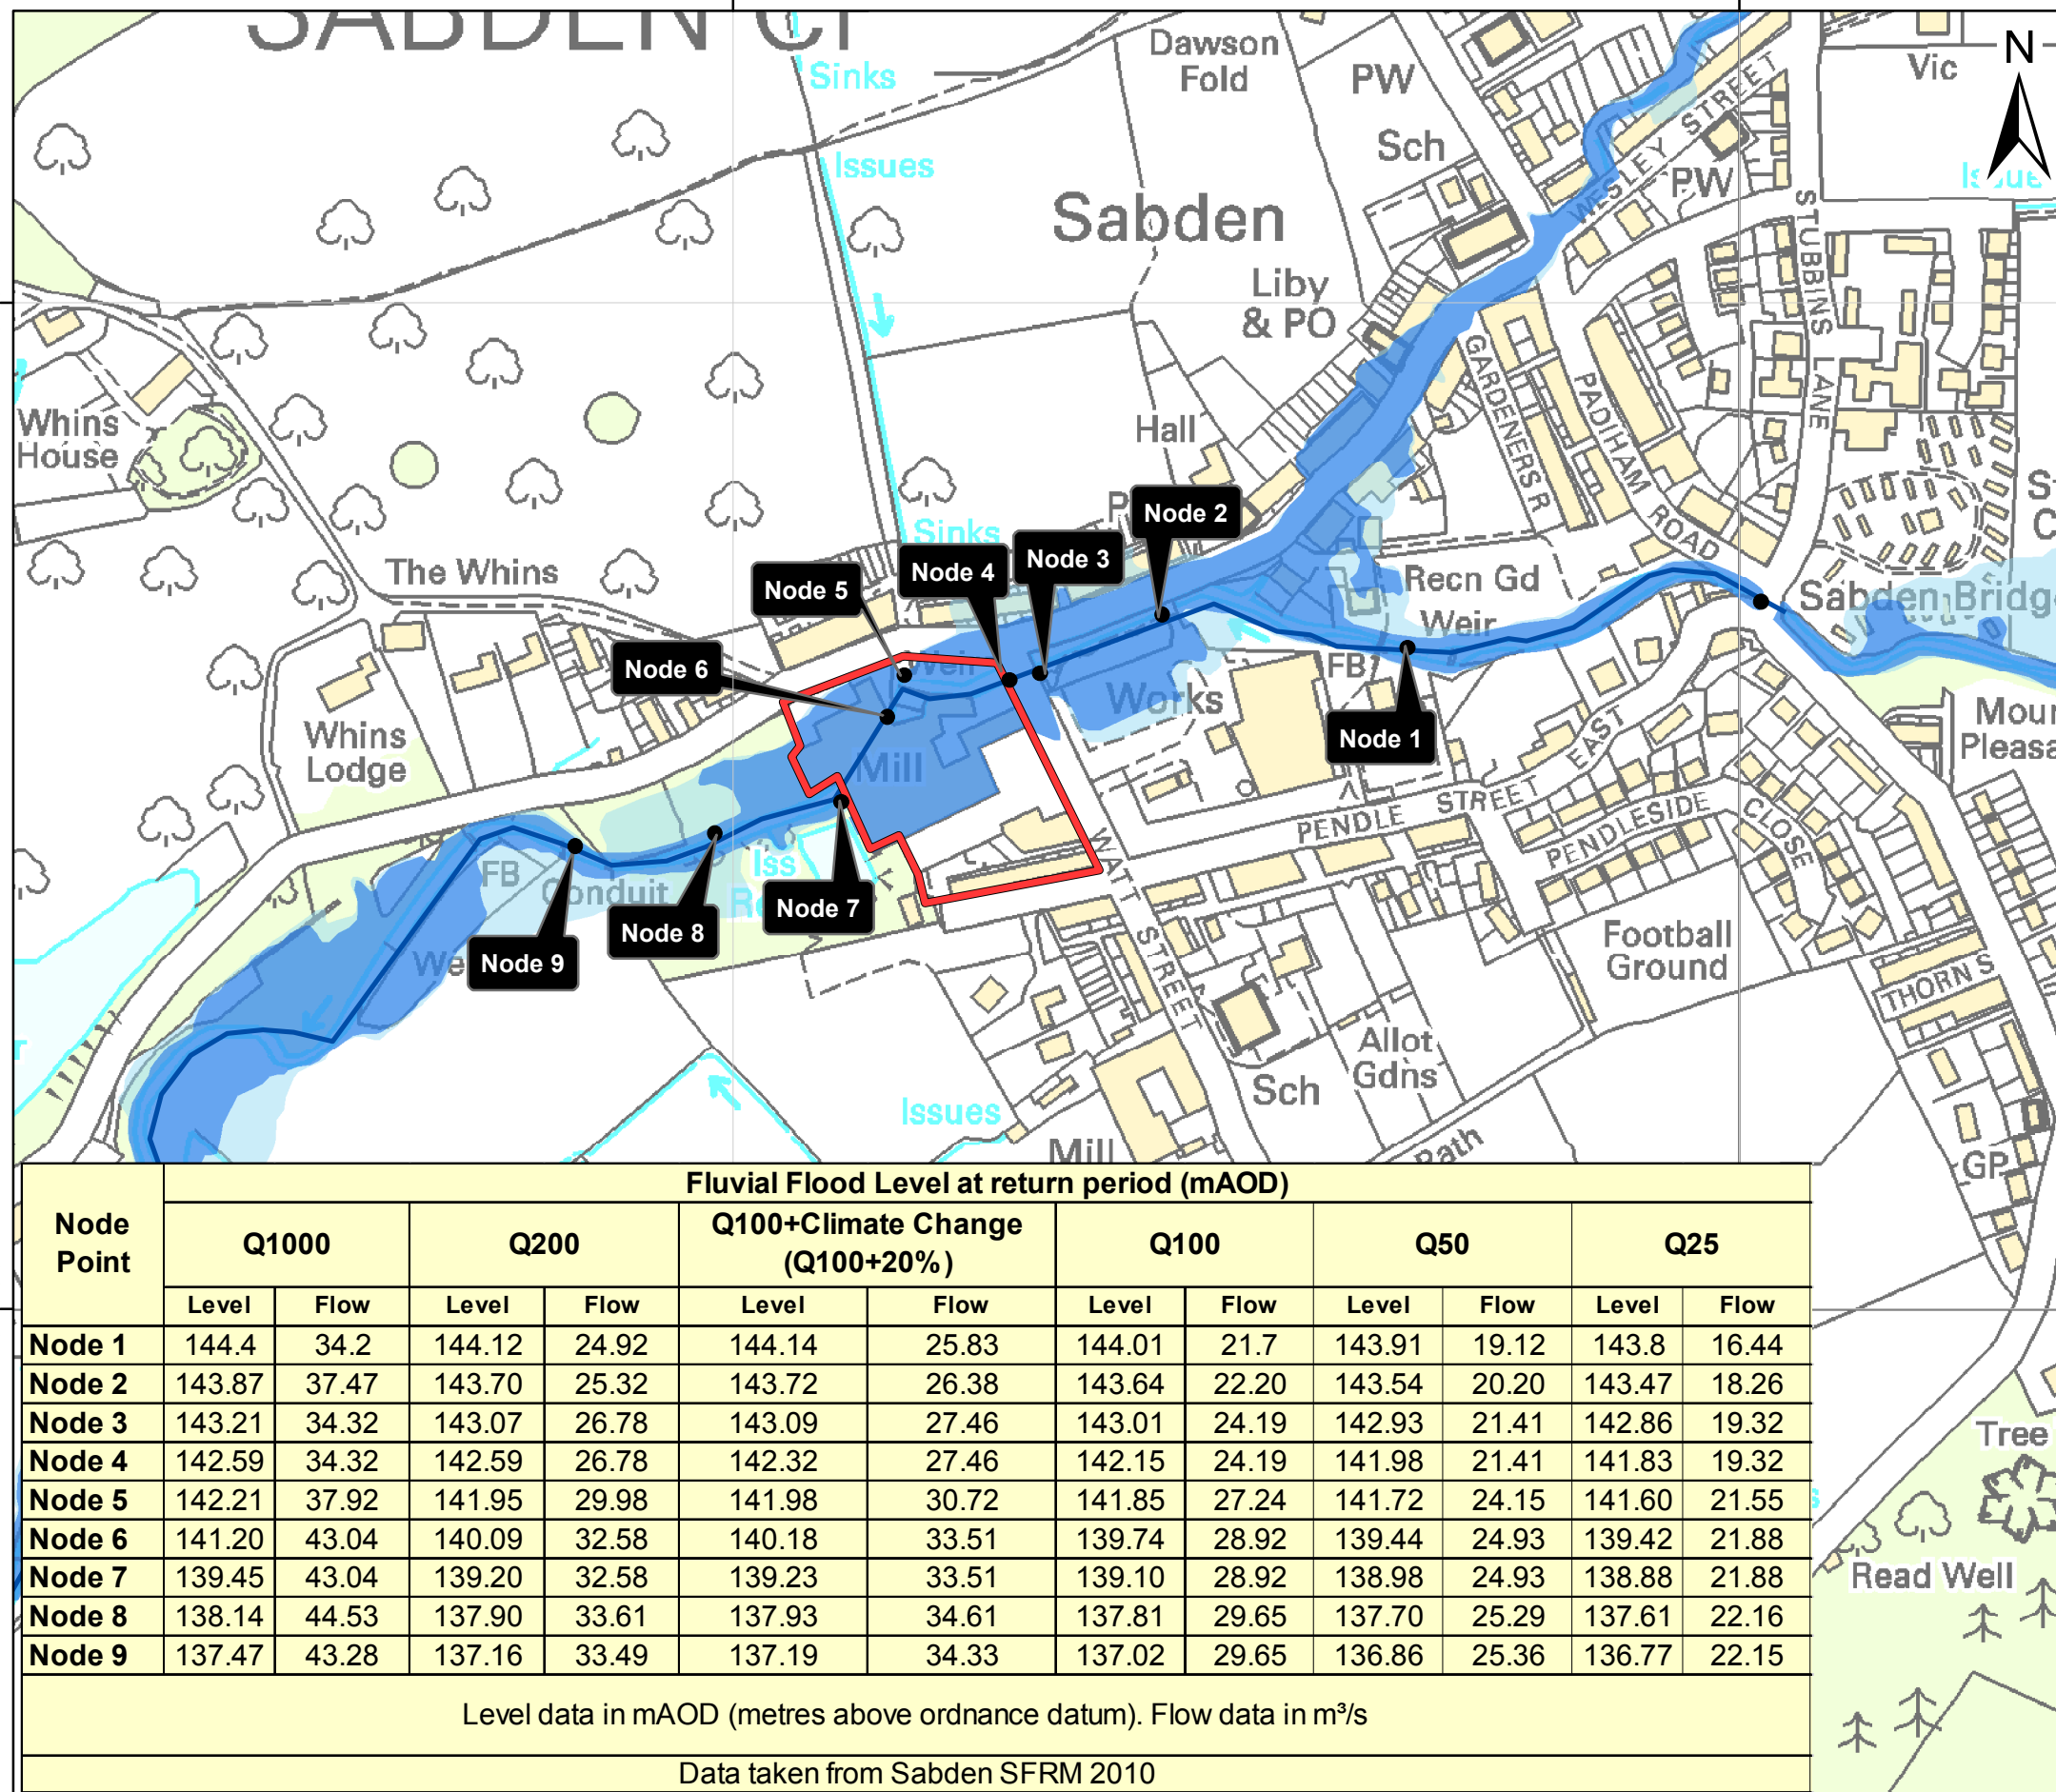 SABDEN CP
N
Dawson
Fold
PW
Vic
Sinks
Sch
Issues
WESLEY STREET
PW
Sabden
STUBBINS LANE
Liby
& PO
Whins
House
Hall
GARDENERS R
PADIHAM ROAD
Node 2
Sinks
Node 3
Node 4
Node 5
The Whins
Recn Gd
Weir
Sabden Bridge
Node 6
Weir
Works
FB
Node 1
Whins
Lodge
Mill
PENDLE STREET EAST
PENDLESIDE CLOSE
WATT STREET
FB
Conduit
Iss
Node 7
Node 8
Node 9
Football
Ground
THORN S
Allot
Gdns
Sch
Issues
Mill
Path
GP
Node
Point
Fluvial Flood Level at return period (mAOD)
Q1000 Q200 Q100+Climate Change
(Q100+20%) Q100 Q50 Q25
Level Flow Level Flow Level Flow Level Flow Level Flow Level Flow
Node 1 144.4 34.2 144.12 24.92 144.14 25.83 144.01 21.7 143.91 19.12 143.8 16.44
Node 2 143.87 37.47 143.70 25.32 143.72 26.38 143.64 22.20 143.54 20.20 143.47 18.26
Node 3 143.21 34.32 143.07 26.78 143.09 27.46 143.01 24.19 142.93 21.41 142.86 19.32
Node 4 142.59 34.32 142.59 26.78 142.32 27.46 142.15 24.19 141.98 21.41 141.83 19.32
Node 5 142.21 37.92 141.95 29.98 141.98 30.72 141.85 27.24 141.72 24.15 141.60 21.55
Node 6 141.20 43.04 140.09 32.58 140.18 33.51 139.74 28.92 139.44 24.93 139.42 21.88
Node 7 139.45 43.04 139.20 32.58 139.23 33.51 139.10 28.92 138.98 24.93 138.88 21.88
Node 8 138.14 44.53 137.90 33.61 137.93 34.61 137.81 29.65 137.70 25.29 137.61 22.16
Node 9 137.47 43.28 137.16 33.49 137.19 34.33 137.02 29.65 136.86 25.36 136.77 22.15
Level data in mAOD (metres above ordnance datum). Flow data in m³/s
Data taken from Sabden SFRM 2010
Tree
Read Well